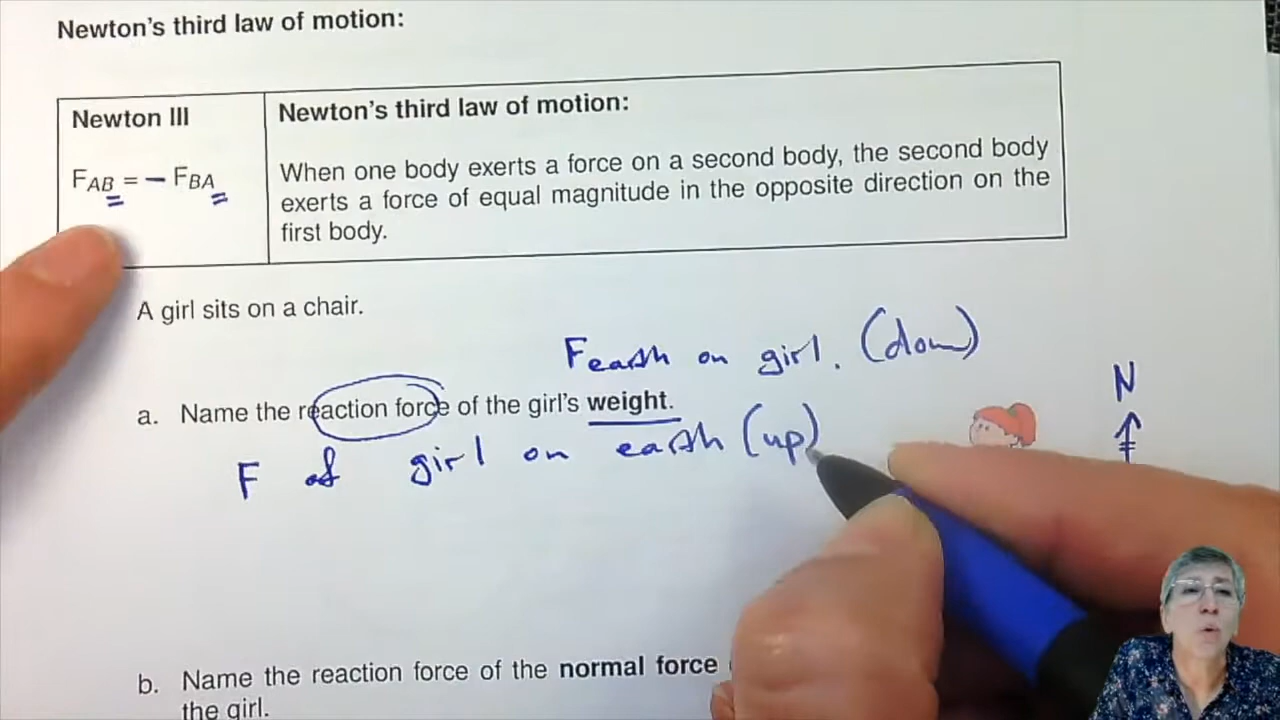 Newton's third law of motion:
Newton III
F_AB = – F_BA
Newton's third law of motion:
When one body exerts a force on a second body, the second body
exerts a force of equal magnitude in the opposite direction on the
first body.
A girl sits on a chair.
Fearth on girl. (down)
a. Name the reaction force of the girl's weight.
F of girl on earth (up)
N
b. Name the reaction force of the normal force
the girl.